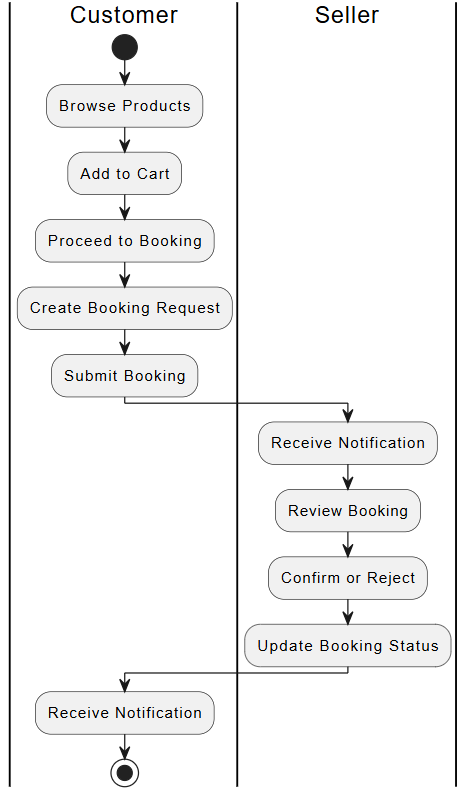 Customer
Seller
Browse Products
Add to Cart
Proceed to Booking
Create Booking Request
Submit Booking
Receive Notification
Review Booking
Confirm or Reject
Update Booking Status
Receive Notification